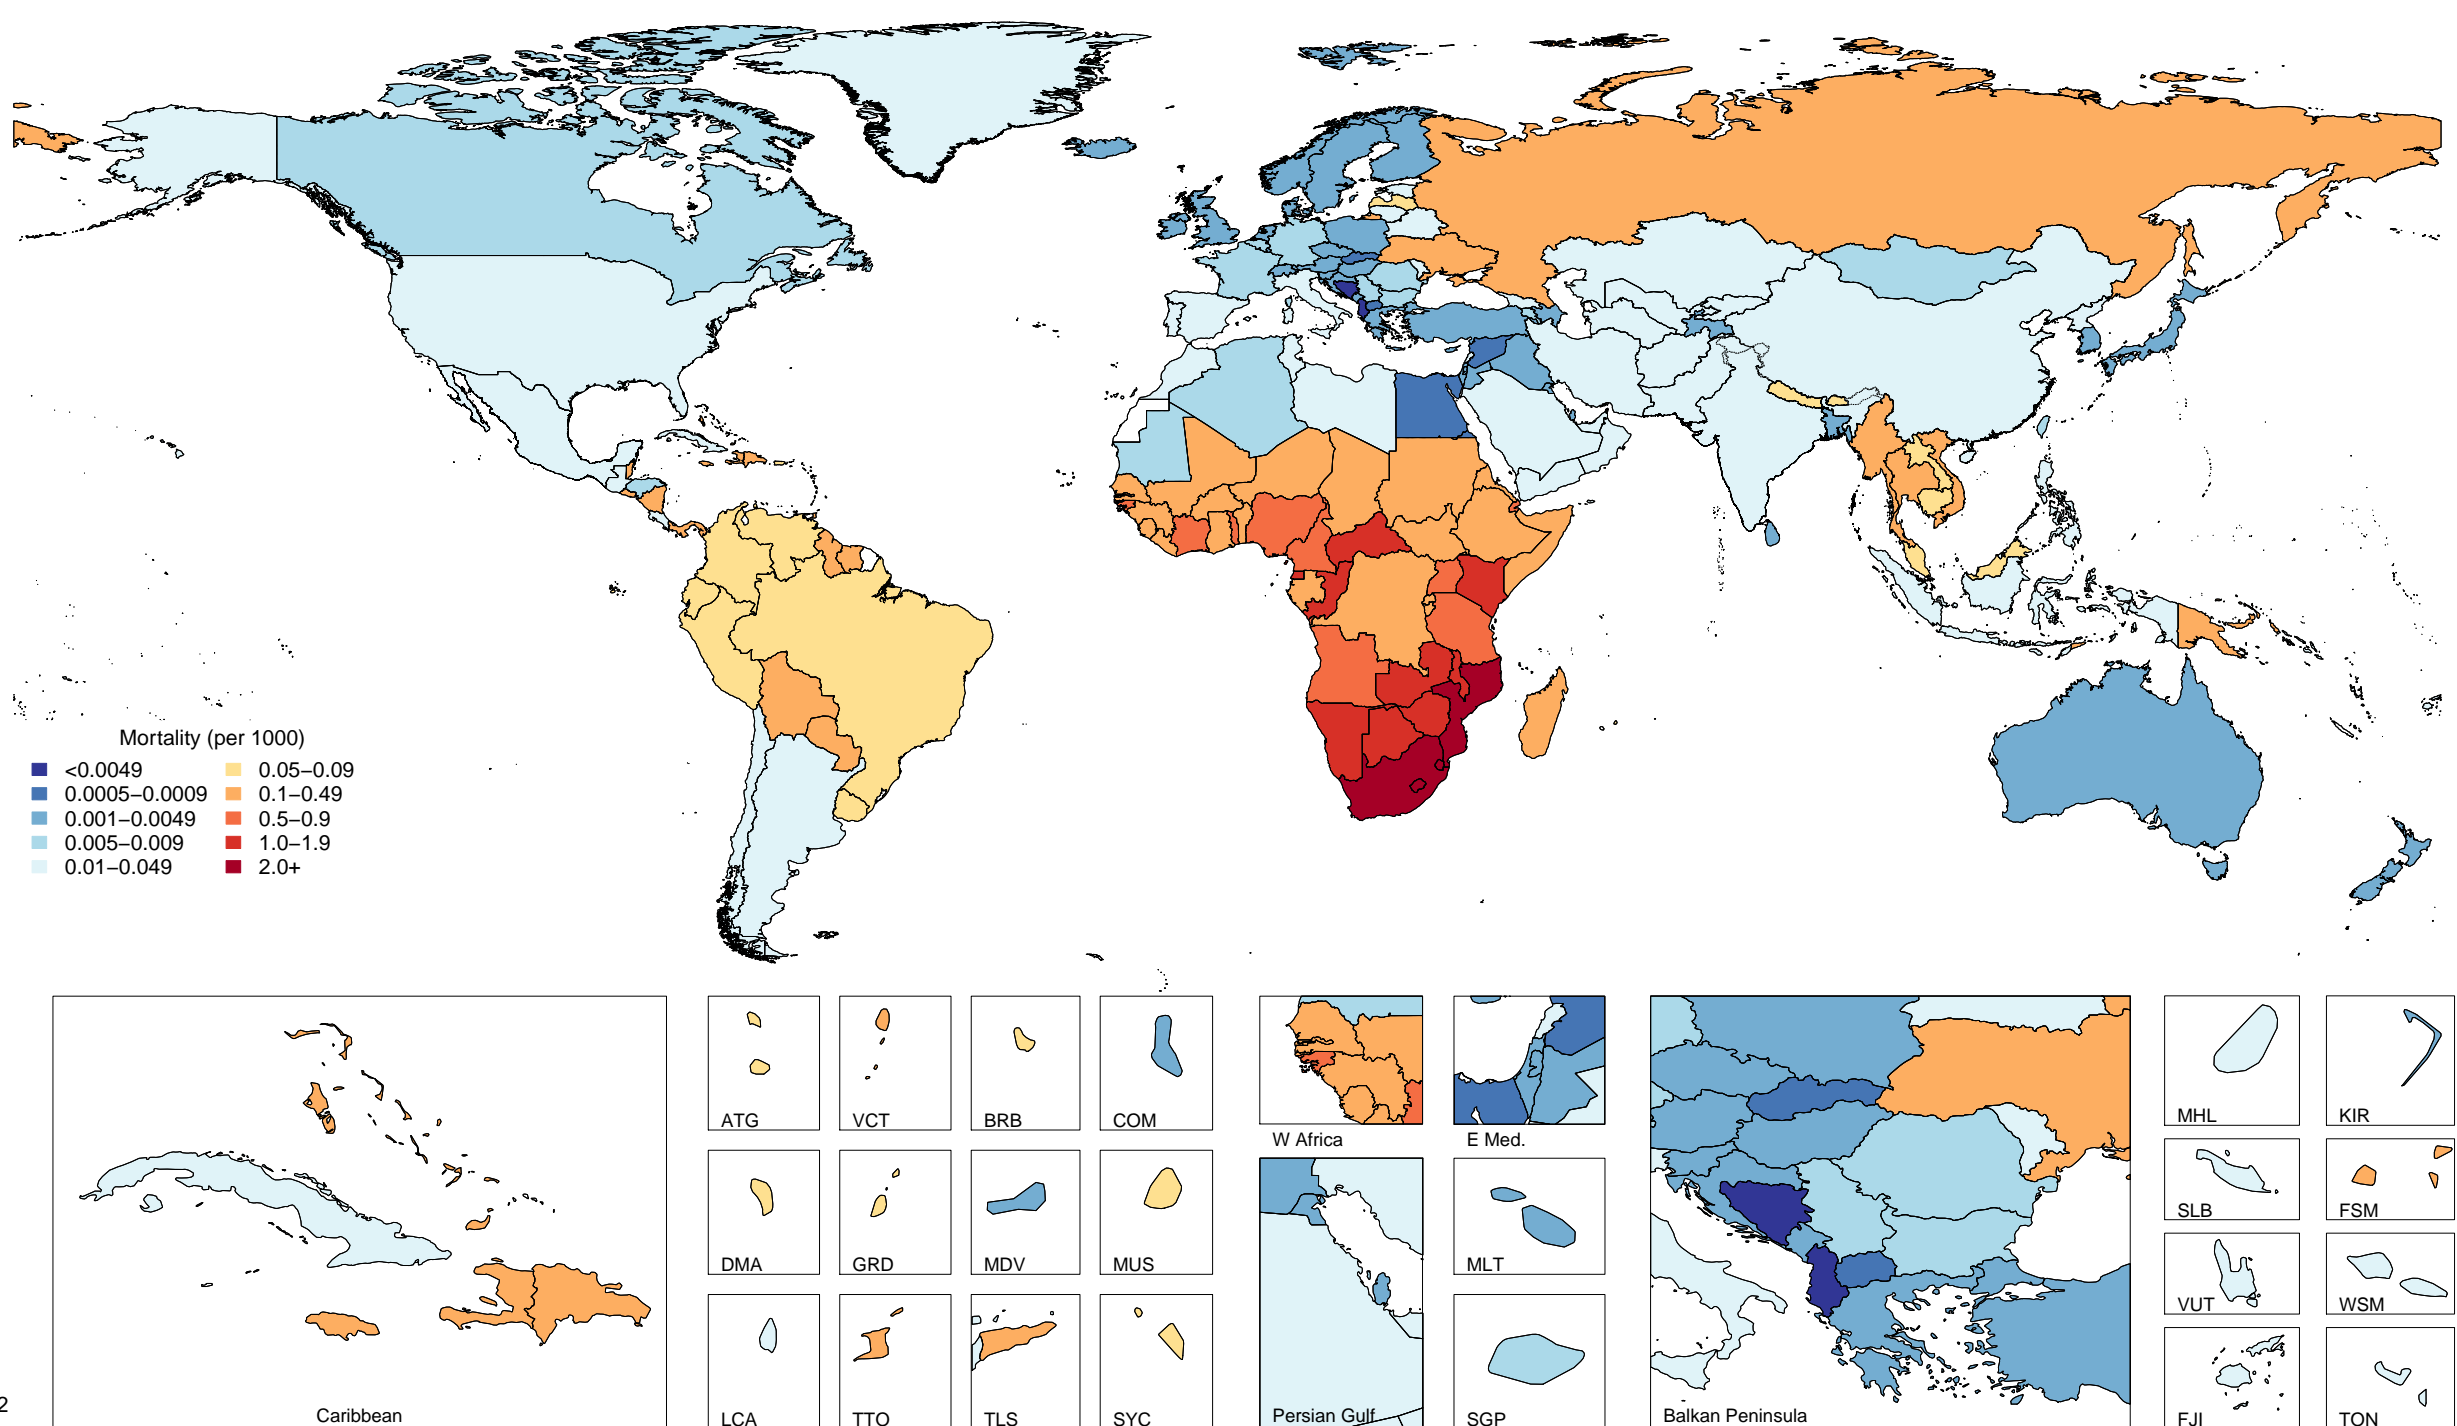 Mortality (per 1000)
<0.0049
0.0005−0.0009
0.001−0.0049
0.005−0.009
0.01−0.049
0.05−0.09
0.1−0.49
0.5−0.9
1.0−1.9
2.0+
ATG
VCT
BRB
COM
W Africa
E Med.
MHL
KIR
DMA
GRD
MDV
MUS
MLT
SLB
FSM
VUT
WSM
Caribbean
LCA
TTO
TLS
SYC
Persian Gulf
SGP
Balkan Peninsula
FJI
TON
2